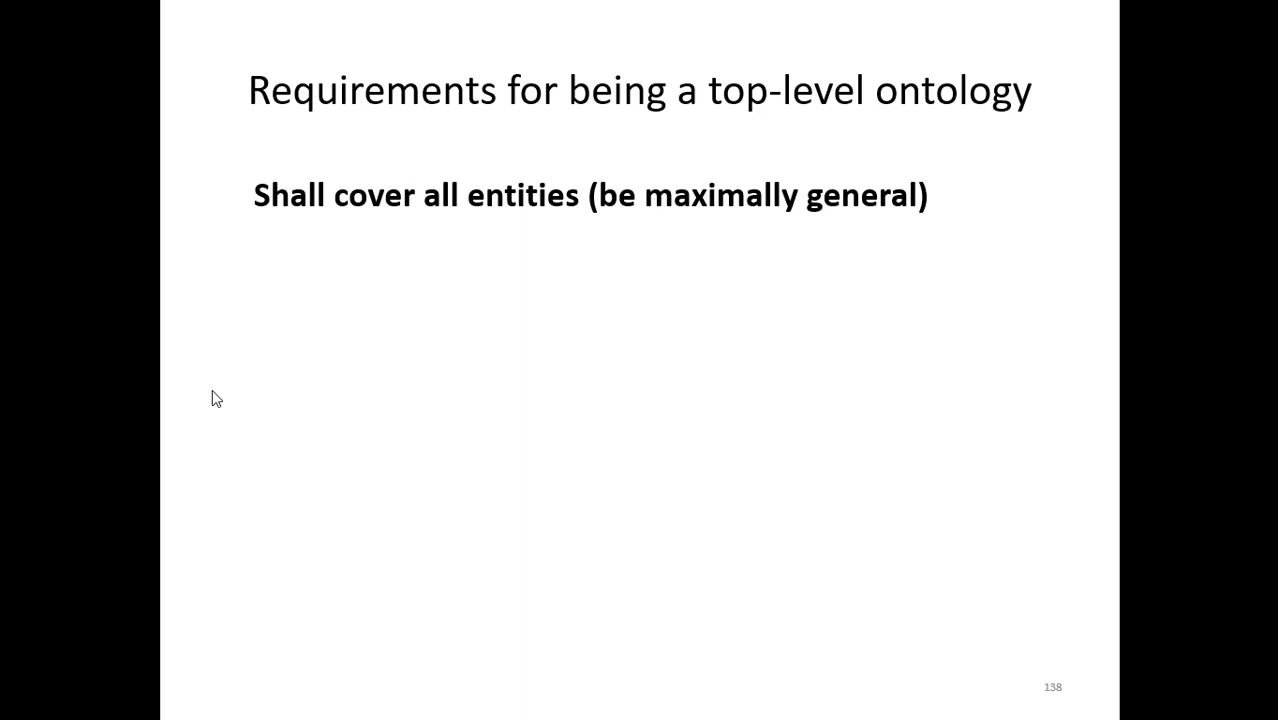 Requirements for being a top-level ontology
Shall cover all entities (be maximally general)
138